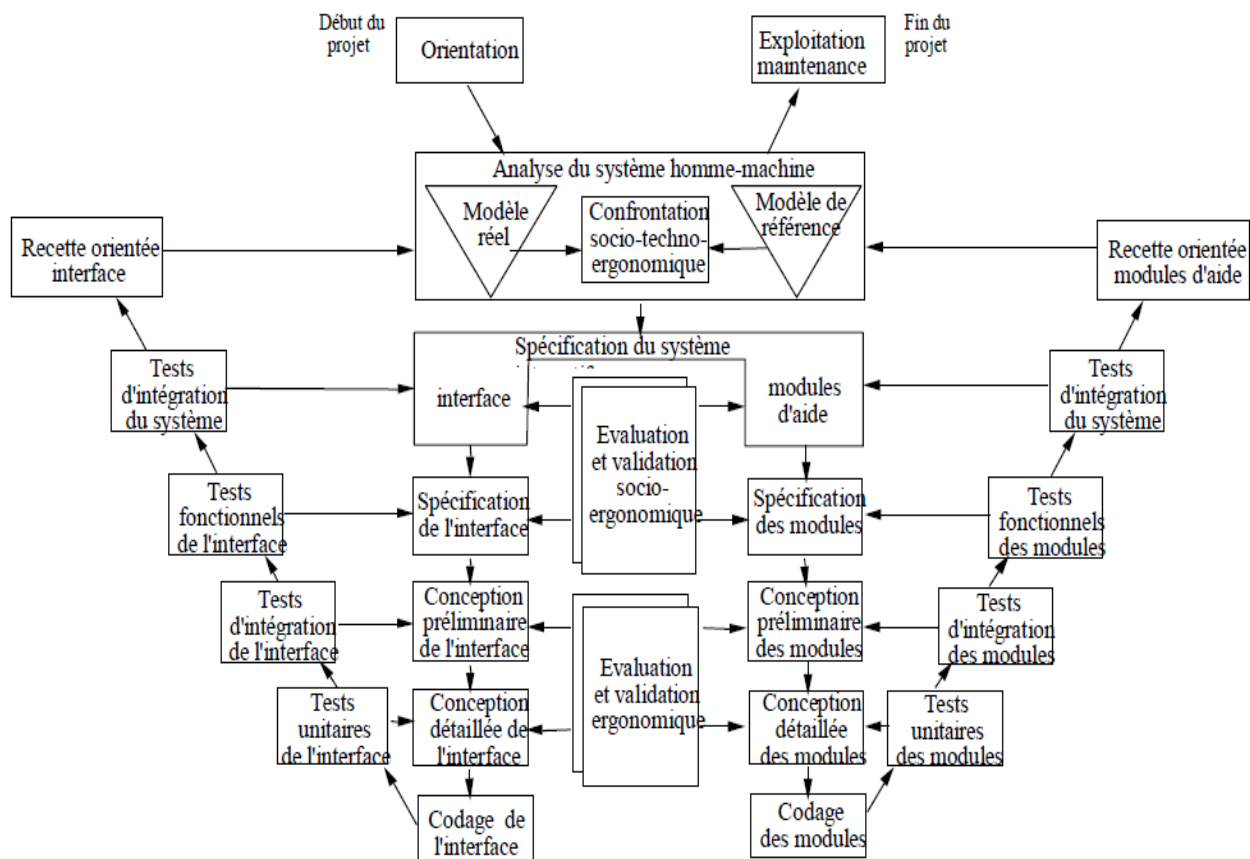 Début du
projet
Orientation
Exploitation
maintenance
Fin du
projet
Analyse du système homme-machine
Modèle
réel
Confrontation
socio-techno-
ergonomique
Modèle de
référence
Recette orientée
interface
Recette orientée
modules d'aide
Spécification du système
interface
modules
d'aide
Tests
d'intégration
du système
Evaluation
et validation
socio-
ergonomique
Tests
d'intégration
du système
Tests
fonctionnels
de l'interface
Spécification
de l'interface
Spécification
des modules
Tests
fonctionnels
des modules
Tests
d'intégration
de l'interface
Conception
préliminaire
de l'interface
Evaluation
et validation
ergonomique
Conception
préliminaire
des modules
Tests
d'intégration
des modules
Tests
unitaires
de l'interface
Conception
détaillée de
l'interface
Conception
détaillée
des modules
Tests
unitaires
des modules
Codage de
l'interface
Codage
des modules